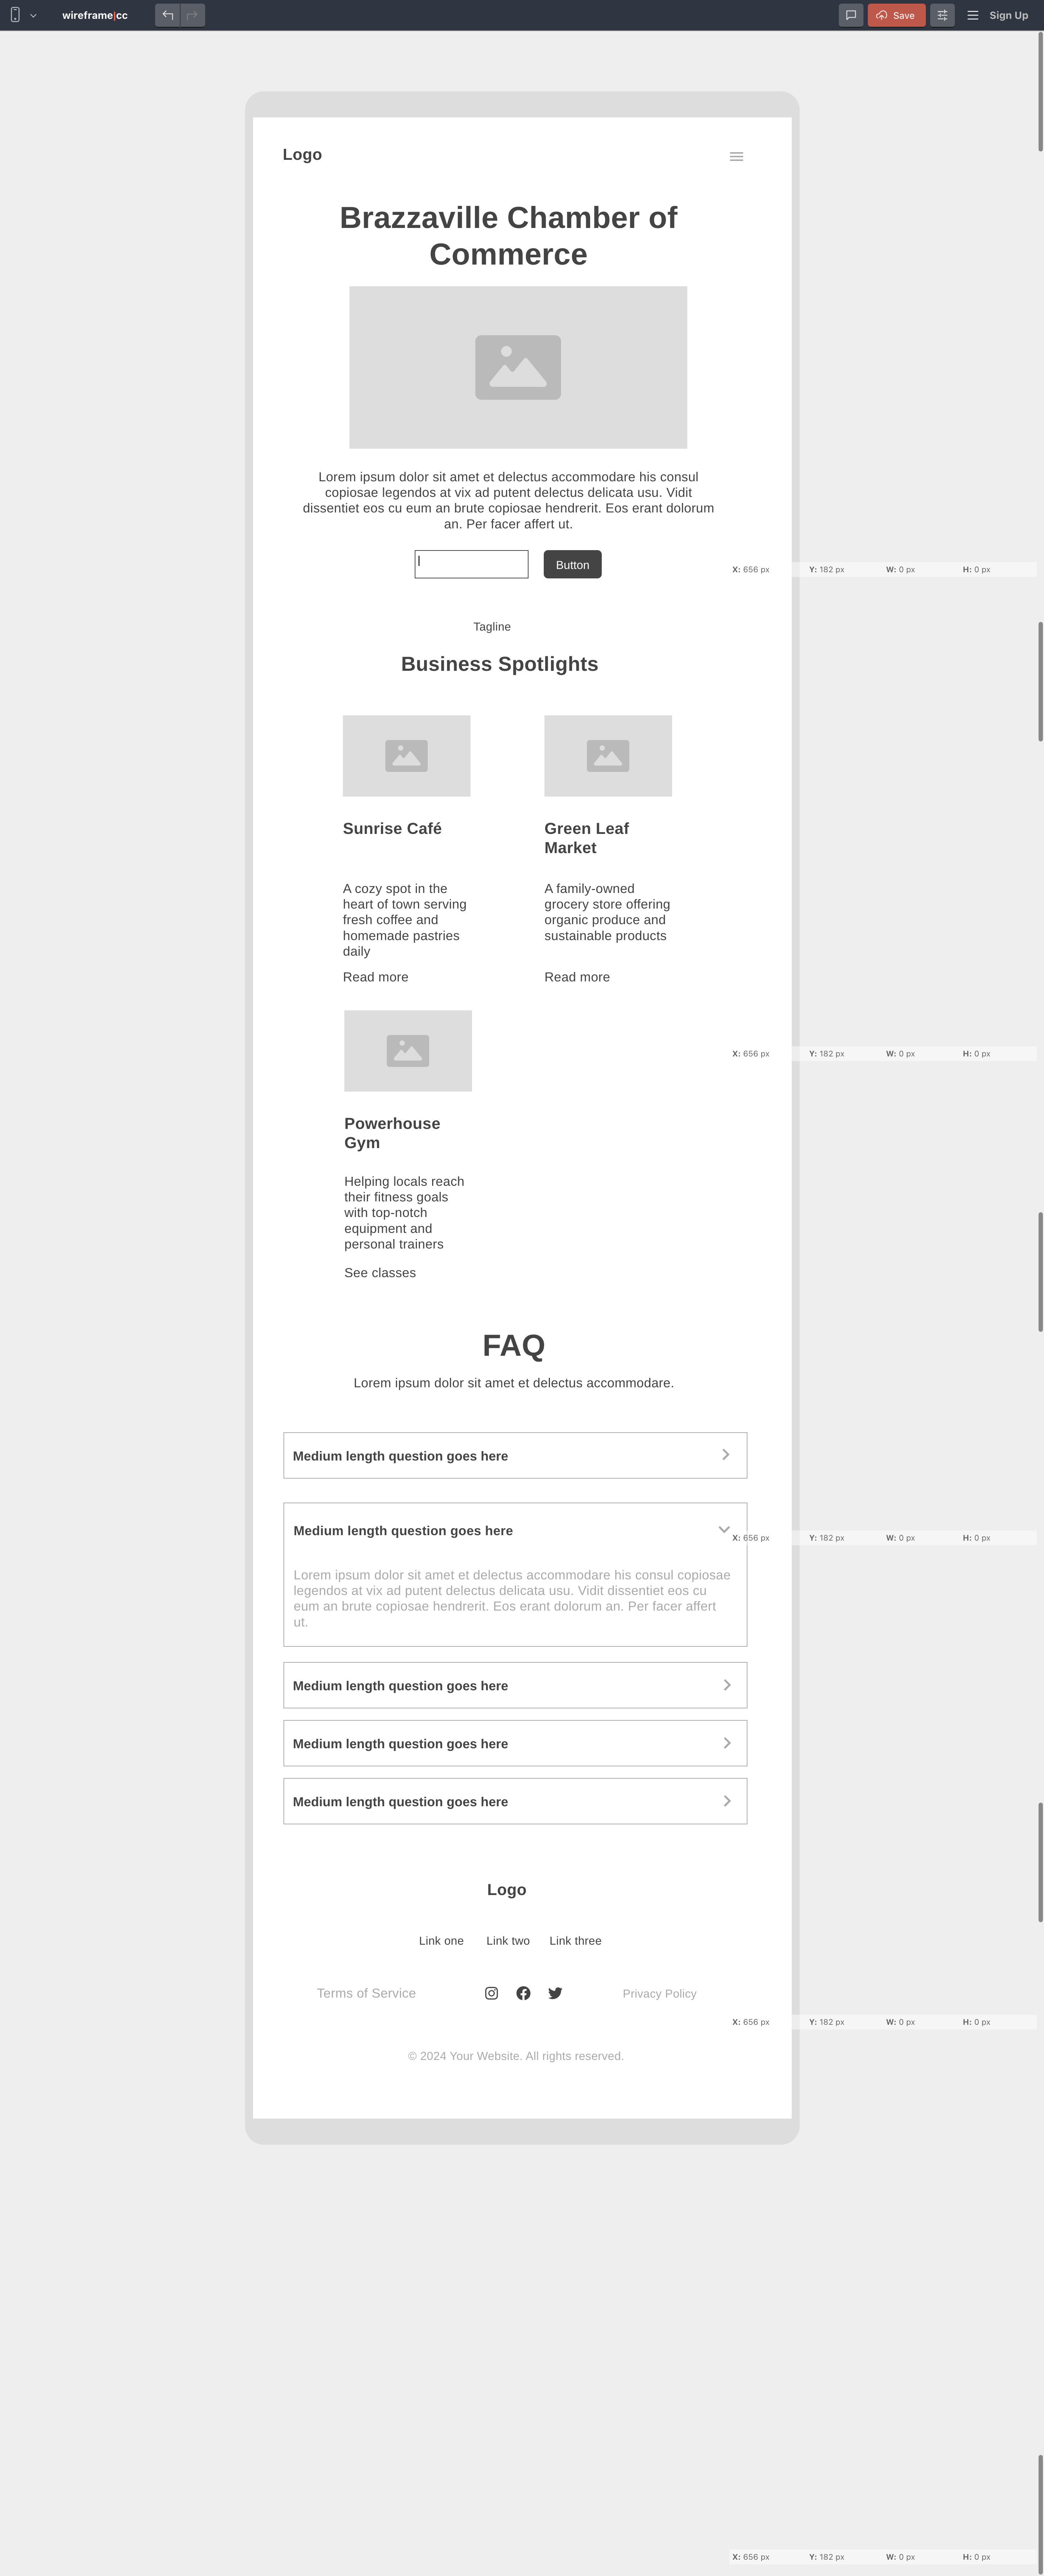 wireframe|cc
Save
Sign Up
Logo
Brazzaville Chamber of
Commerce
Lorem ipsum dolor sit amet et delectus accommodare his consul
copiosae legendos at vix ad putent delectus delicata usu. Vidit
dissentiet eos cu eum an brute copiosae hendrerit. Eos erant dolorum
an. Per facer affert ut.
Button
X: 656 px Y: 182 px W: 0 px H: 0 px
Tagline
Business Spotlights
Sunrise Café
A cozy spot in the
heart of town serving
fresh coffee and
homemade pastries
daily
Read more
Green Leaf
Market
A family-owned
grocery store offering
organic produce and
sustainable products
Read more
X: 656 px Y: 182 px W: 0 px H: 0 px
Powerhouse
Gym
Helping locals reach
their fitness goals
with top-notch
equipment and
personal trainers
See classes
FAQ
Lorem ipsum dolor sit amet et delectus accommodare.
Medium length question goes here
Medium length question goes here
X: 656 px Y: 182 px W: 0 px H: 0 px
Lorem ipsum dolor sit amet et delectus accommodare his consul copiosae
legendos at vix ad putent delectus delicata usu. Vidit dissentiet eos cu
eum an brute copiosae hendrerit. Eos erant dolorum an. Per facer affert
ut.
Medium length question goes here
Medium length question goes here
Medium length question goes here
Logo
Link one Link two Link three
Terms of Service Privacy Policy
X: 656 px Y: 182 px W: 0 px H: 0 px
© 2024 Your Website. All rights reserved.
X: 656 px Y: 182 px W: 0 px H: 0 px